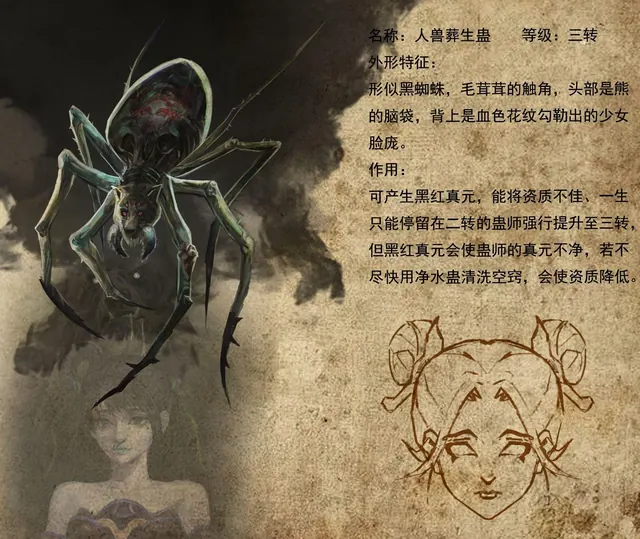 名称：人兽葬生蛊 等级：三转
外形特征：
形似黑蜘蛛，毛茸茸的触角，头部是熊
的脑袋，背上是血色花纹勾勒出的少女
脸庞。
作用：
可产生黑红真元，能将资质不佳、一生
只能停留在二转的蛊师强行提升至三转，
但黑红真元会使蛊师的真元不净，若不
尽快用净水蛊清洗空窍，会使资质降低。